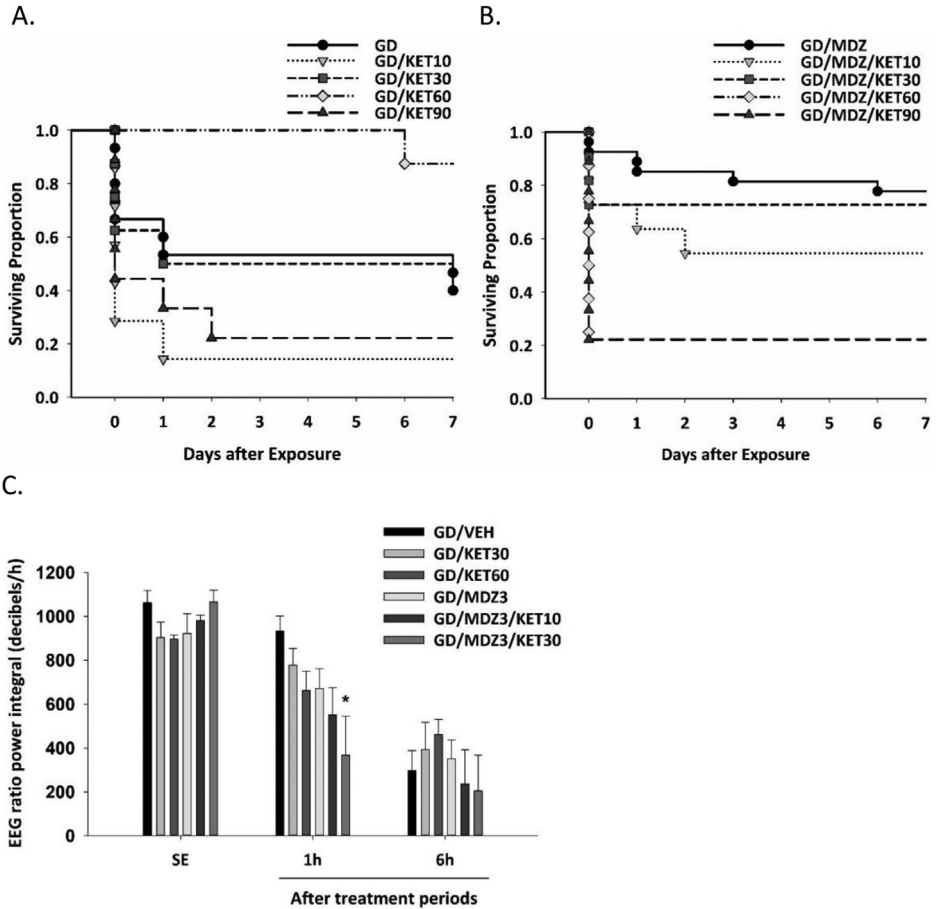 A.
GD
GD/KET10
GD/KET30
GD/KET60
GD/KET90
1.0
0.8
0.6
0.4
0.2
0.0
Surviving Proportion
0 1 2 3 4 5 6 7
Days after Exposure
B.
GD/MDZ
GD/MDZ/KET10
GD/MDZ/KET30
GD/MDZ/KET60
GD/MDZ/KET90
1.0
0.8
0.6
0.4
0.2
0.0
Surviving Proportion
0 1 2 3 4 5 6 7
Days after Exposure
C.
GD/VEH
GD/KET30
GD/KET60
GD/MDZ3
GD/MDZ3/KET10
GD/MDZ3/KET30
1200
1000
800
600
400
200
0
EEG ratio power integral (decibels/h)
*
SE 1h 6h
After treatment periods